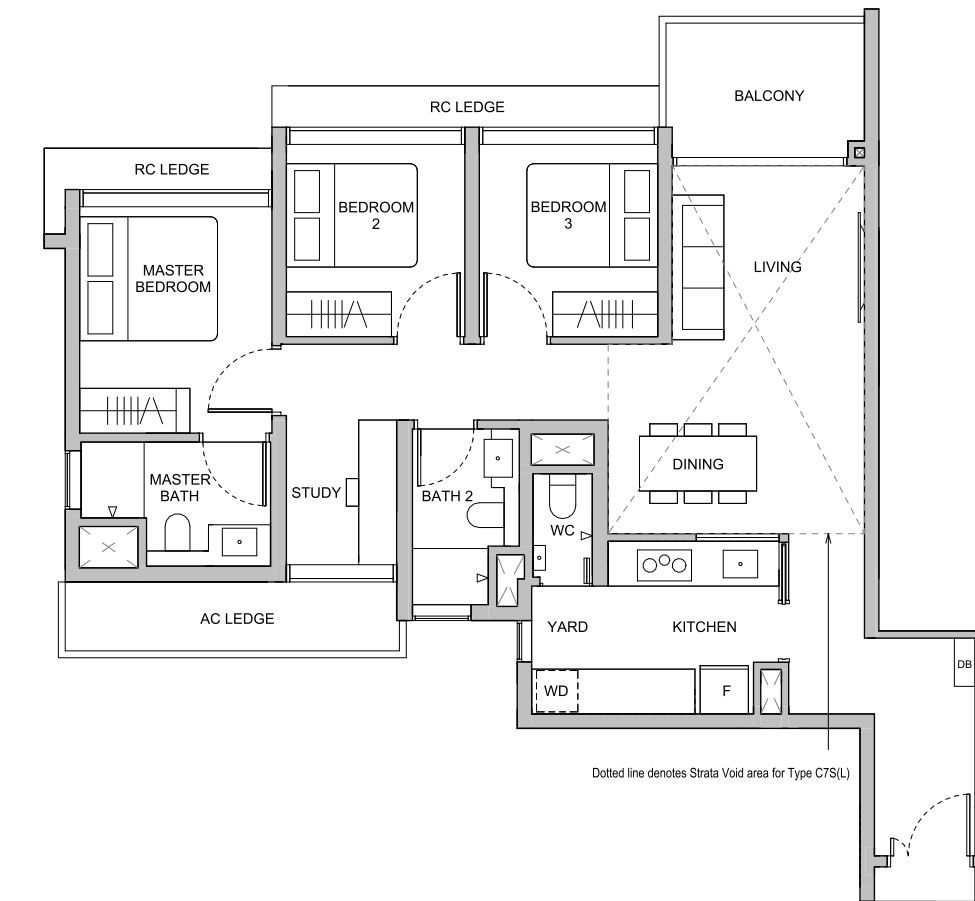 BALCONY
RC LEDGE
RC LEDGE
BEDROOM
2
BEDROOM
3
MASTER
BEDROOM
LIVING
DINING
MASTER
BATH
STUDY
BATH 2
WC
AC LEDGE
YARD
KITCHEN
DB
WD
F
Dotted line denotes Strata Void area for Type C7S(L)